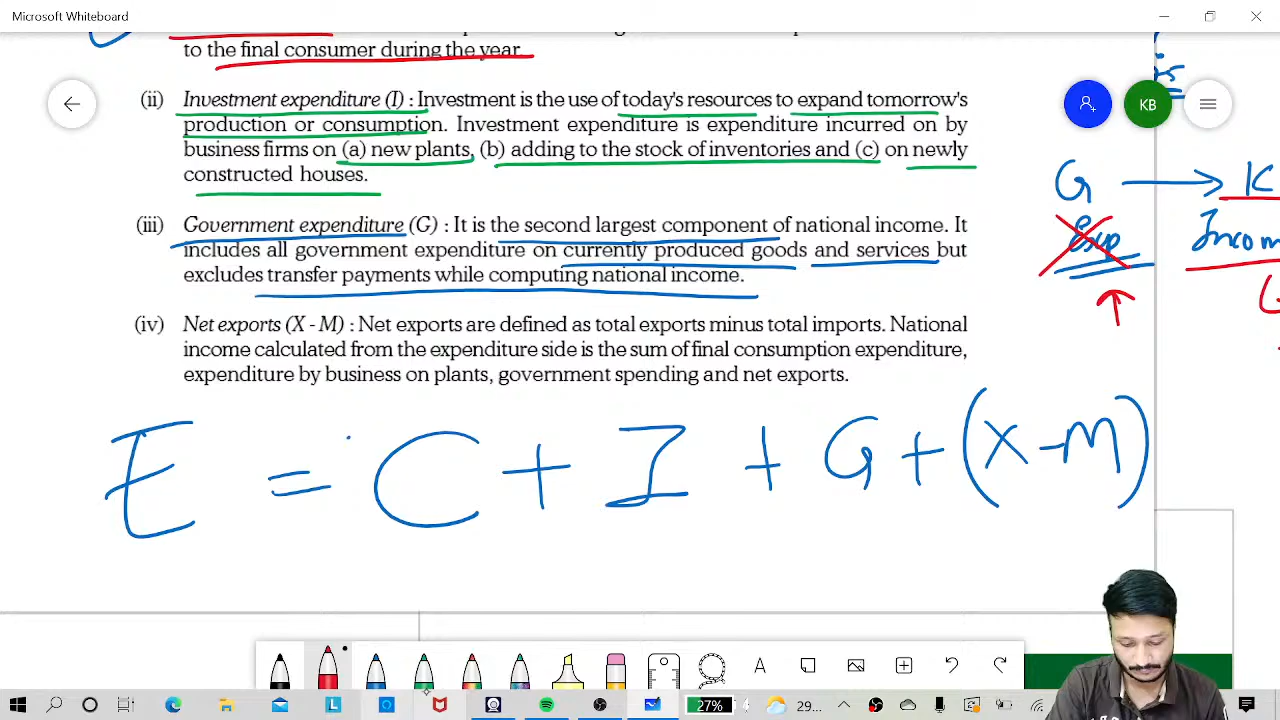 Microsoft Whiteboard
to the final consumer during the year.
(ii) Investment expenditure (I) : Investment is the use of today's resources to expand tomorrow's
production or consumption. Investment expenditure is expenditure incurred on by
business firms on (a) new plants, (b) adding to the stock of inventories and (c) on newly
constructed houses.
KB
G → K
Exp Incom
(iii) Government expenditure (G) : It is the second largest component of national income. It
includes all government expenditure on currently produced goods and services but
excludes transfer payments while computing national income.
(iv) Net exports (X - M) : Net exports are defined as total exports minus total imports. National
income calculated from the expenditure side is the sum of final consumption expenditure,
expenditure by business on plants, government spending and net exports.
E = C + I + G + (X - M)
27%
29...